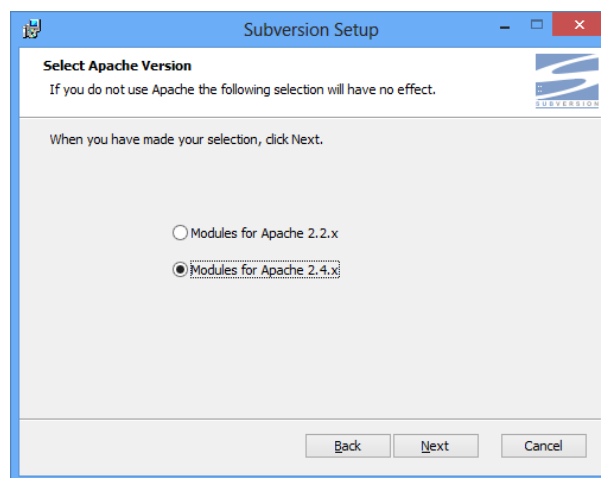 Subversion Setup
Select Apache Version
If you do not use Apache the following selection will have no effect.
SUBVERSION
When you have made your selection, click Next.
Modules for Apache 2.2.x
Modules for Apache 2.4.x
Back Next Cancel